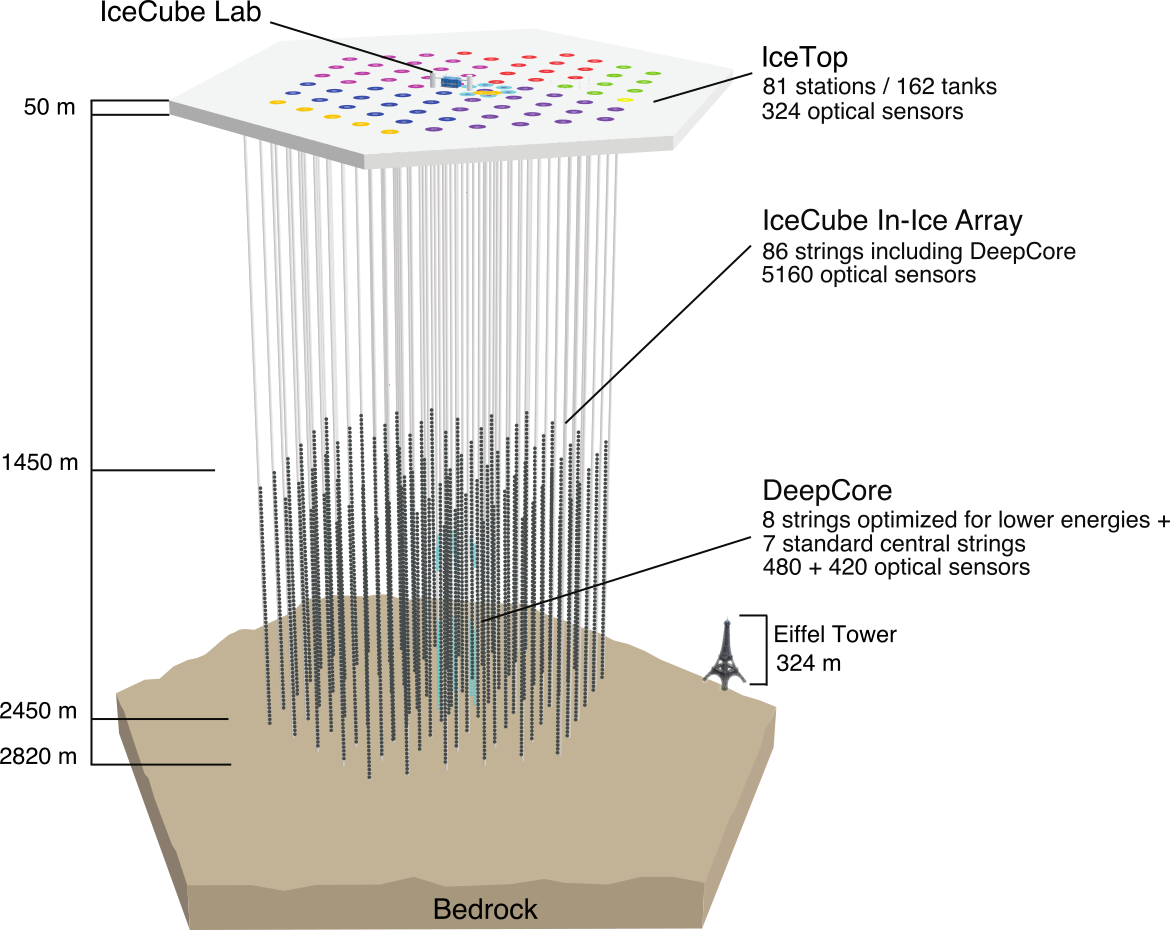 IceCube Lab
50 m
IceTop
81 stations / 162 tanks
324 optical sensors
IceCube In-Ice Array
86 strings including DeepCore
5160 optical sensors
1450 m
DeepCore
8 strings optimized for lower energies +
7 standard central strings
480 + 420 optical sensors
Eiffel Tower
324 m
2450 m
2820 m
Bedrock